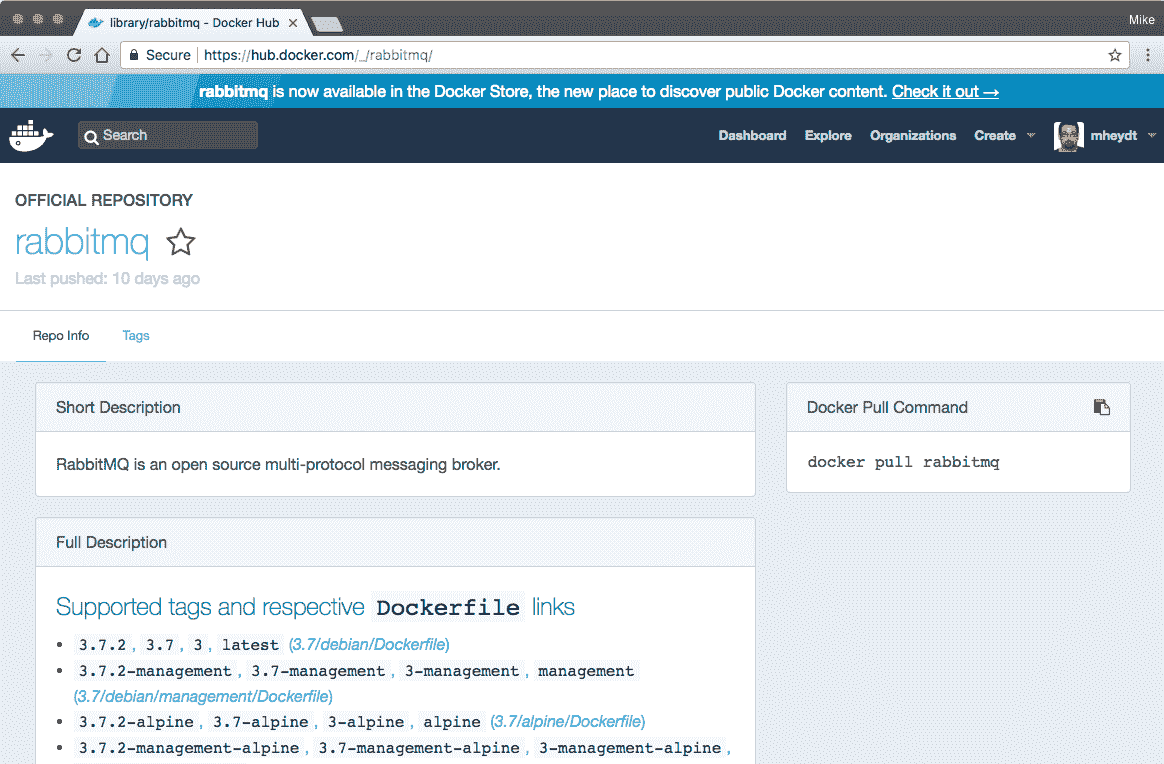 library/rabbitmq - Docker Hub
Mike
Secure https://hub.docker.com/_/rabbitmq/
rabbitmq is now available in the Docker Store, the new place to discover public Docker content. Check it out →
Search Dashboard Explore Organizations Create mheydt
OFFICIAL REPOSITORY
rabbitmq
Last pushed: 10 days ago
Repo Info Tags
Short Description
RabbitMQ is an open source multi-protocol messaging broker.
Docker Pull Command
docker pull rabbitmq
Full Description
Supported tags and respective Dockerfile links
• 3.7.2, 3.7, 3, latest (3.7/debian/Dockerfile)
• 3.7.2-management, 3.7-management, 3-management, management
(3.7/debian/management/Dockerfile)
• 3.7.2-alpine, 3.7-alpine, 3-alpine, alpine (3.7/alpine/Dockerfile)
• 3.7.2-management-alpine, 3.7-management-alpine, 3-management-alpine,